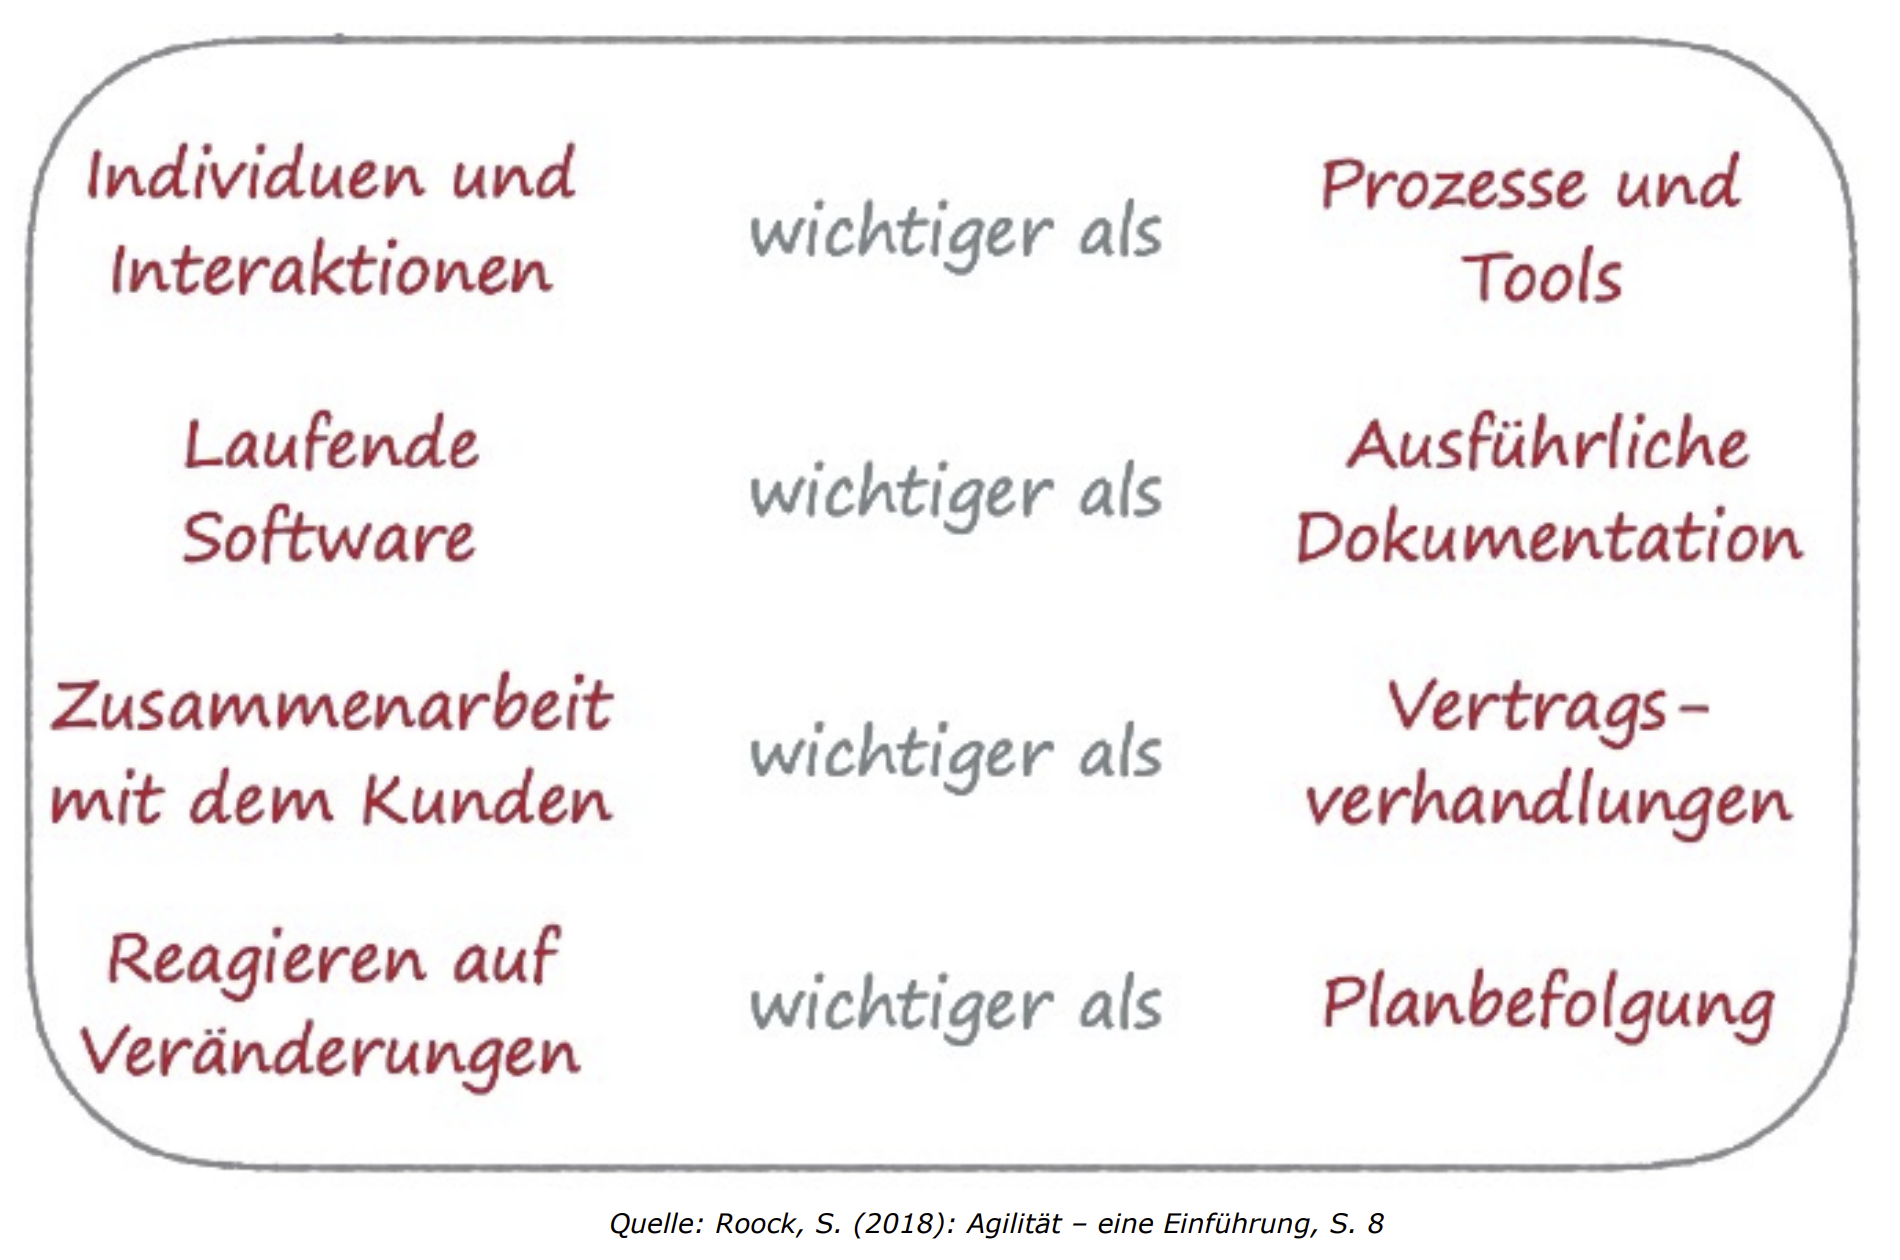 Individuen und
Interaktionen
wichtiger als
Prozesse und
Tools
Laufende
Software
wichtiger als
Ausführliche
Dokumentation
Zusammenarbeit
mit dem Kunden
wichtiger als
Vertrags-
verhandlungen
Reagieren auf
Veränderungen
wichtiger als
Planbefolgung
Quelle: Roock, S. (2018): Agilität – eine Einführung, S. 8